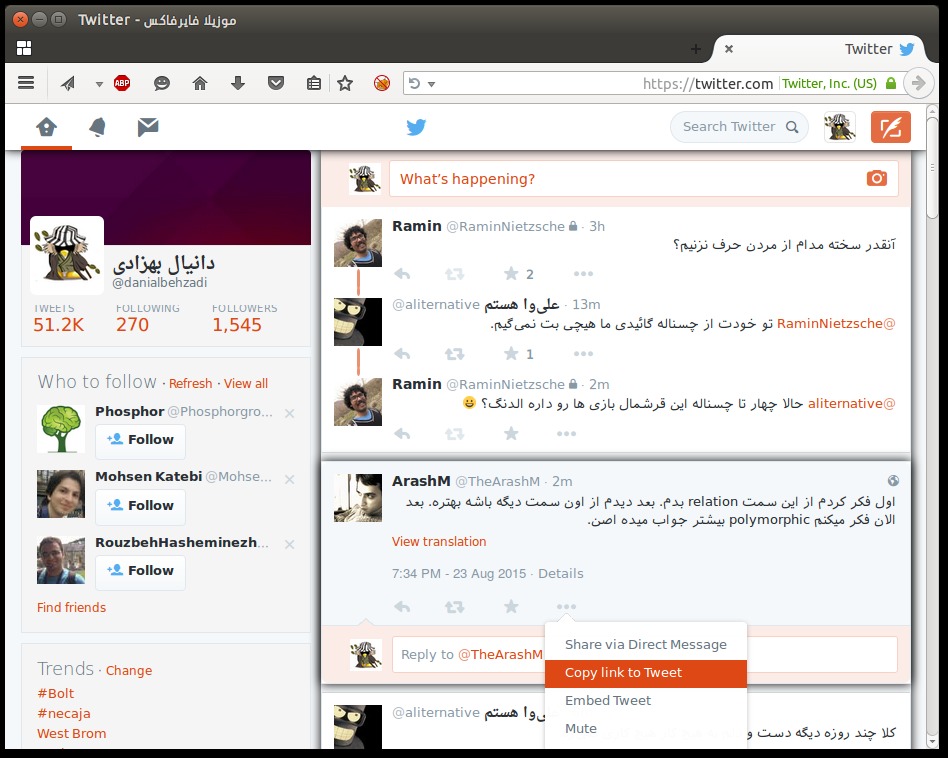 Twitter - موزیلا فایرفاکس
Twitter
ABP
https://twitter.com
Twitter, Inc. (US)
Search Twitter
دانیال بهزادی
@danialbehzadi
TWEETS FOLLOWING FOLLOWERS
51.2K 270 1,545
Who to follow · Refresh · View all
Phosphor @Phosphorgro...
Follow
Mohsen Katebi @Mohse...
Follow
RouzbehHasheminezh...
Follow
Find friends
Trends · Change
#Bolt
#necaja
West Brom
What's happening?
Ramin @RaminNietzsche · 3h
آنقدر سخته مدام از مردن حرف نزنیم؟
2
@aliternative علی‌وا هستم · 13m
@RaminNietzsche تو خودت از چسناله گائیدی ما هیچی بت نمی‌گیم.
1
Ramin @RaminNietzsche · 2m
@aliternative حالا چهار تا چسناله این قرشمال بازی ها رو داره الدنگ؟ 😀
ArashM @TheArashM · 2m
اول فکر کردم از این سمت relation بدم. بعد دیدم از اون سمت دیگه باشه بهتره. بعد
الان فکر میکنم polymorphic بیشتر جواب میده اصن.
View translation
7:34 PM - 23 Aug 2015 · Details
Reply to @TheArashM
Share via Direct Message
Copy link to Tweet
Embed Tweet
Mute
@aliternative علی‌وا هستم
کلا چند روزه دیگه دست و